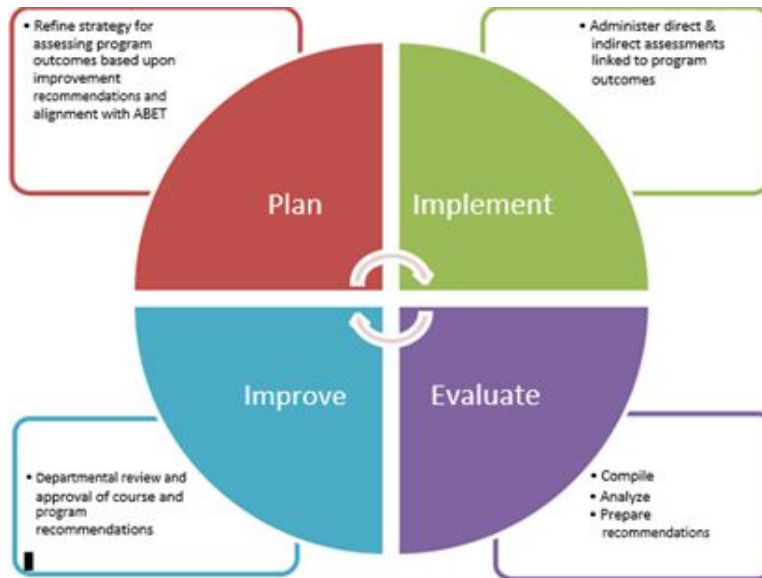 • Refine strategy for
assessing program
outcomes based upon
improvement
recommendations and
alignment with ABET
• Administer direct &
indirect assessments
linked to program
outcomes
Plan
Implement
Improve
Evaluate
• Departmental review and
approval of course and
program
recommendations
• Compile
• Analyze
• Prepare
recommendations